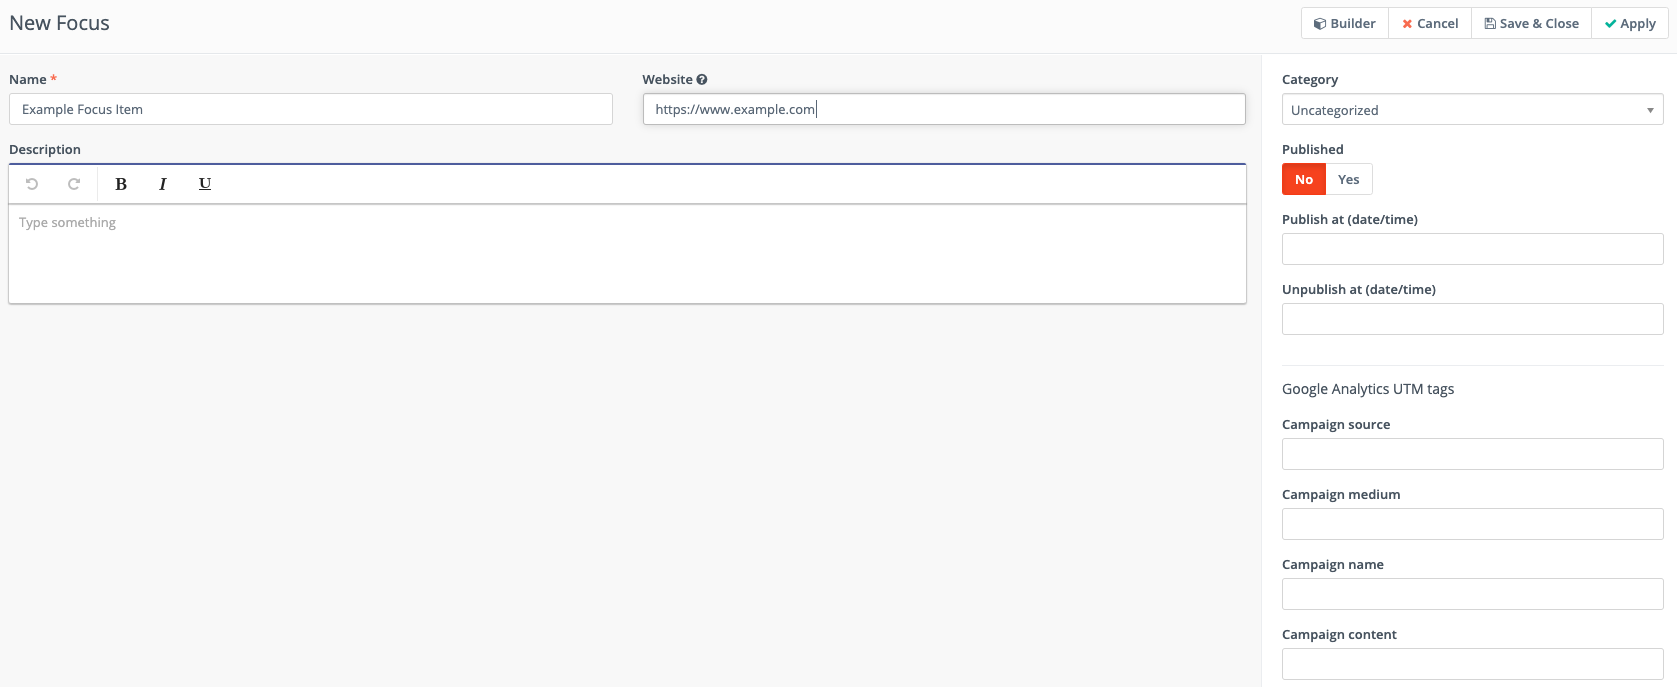 New Focus
Builder
Cancel
Save & Close
Apply
Name *
Example Focus Item
Website
https://www.example.com
Description
B I U
Type something
Category
Uncategorized
Published
No Yes
Publish at (date/time)
Unpublish at (date/time)
Google Analytics UTM tags
Campaign source
Campaign medium
Campaign name
Campaign content